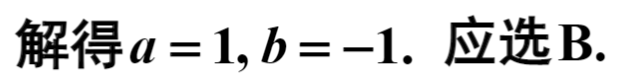 解得a = 1, b = −1. 应选B.